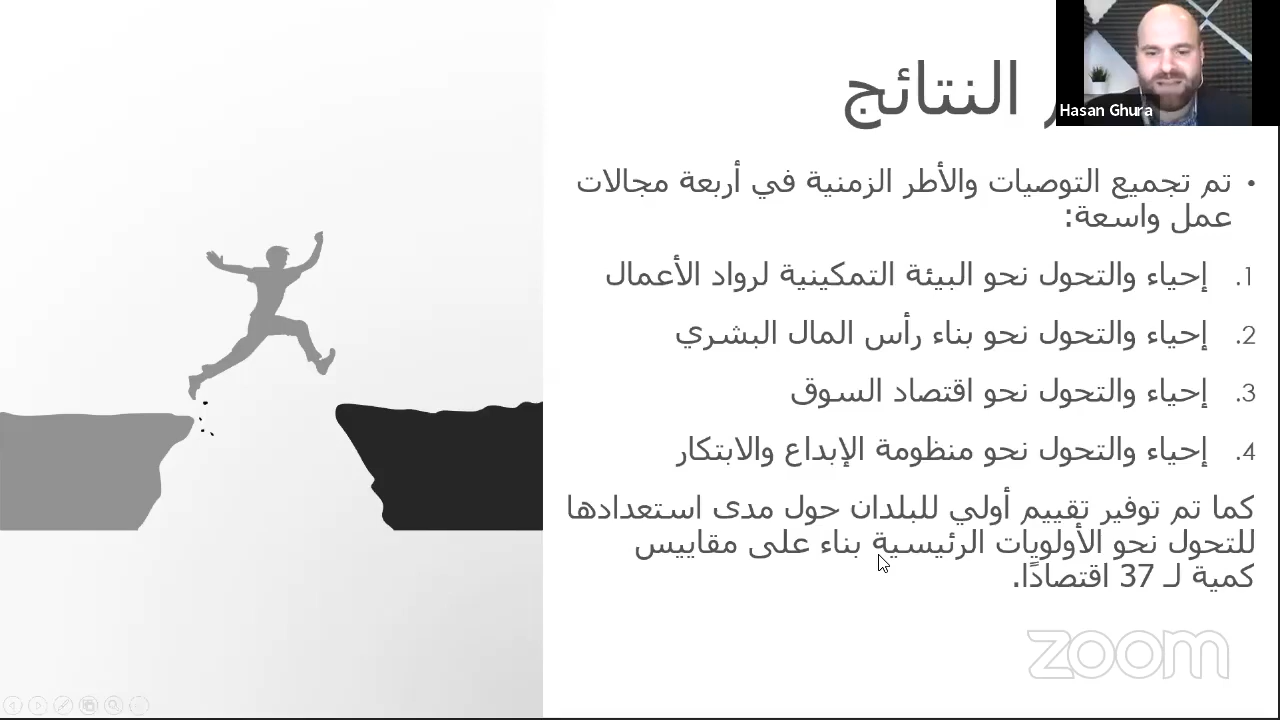 النتائج
Hasan Ghura
• تم تجميع التوصيات والأطر الزمنية في أربعة مجالات
عمل واسعة:
1. إحياء والتحول نحو البيئة التمكينية لرواد الأعمال
2. إحياء والتحول نحو بناء رأس المال البشري
3. إحياء والتحول نحو اقتصاد السوق
4. إحياء والتحول نحو منظومة الإبداع والابتكار
كما تم توفير تقييم أولي للبلدان حول مدى استعدادها
للتحول نحو الأولويات الرئيسية بناء على مقاييس
كمية لـ 37 اقتصادًا.
zoom